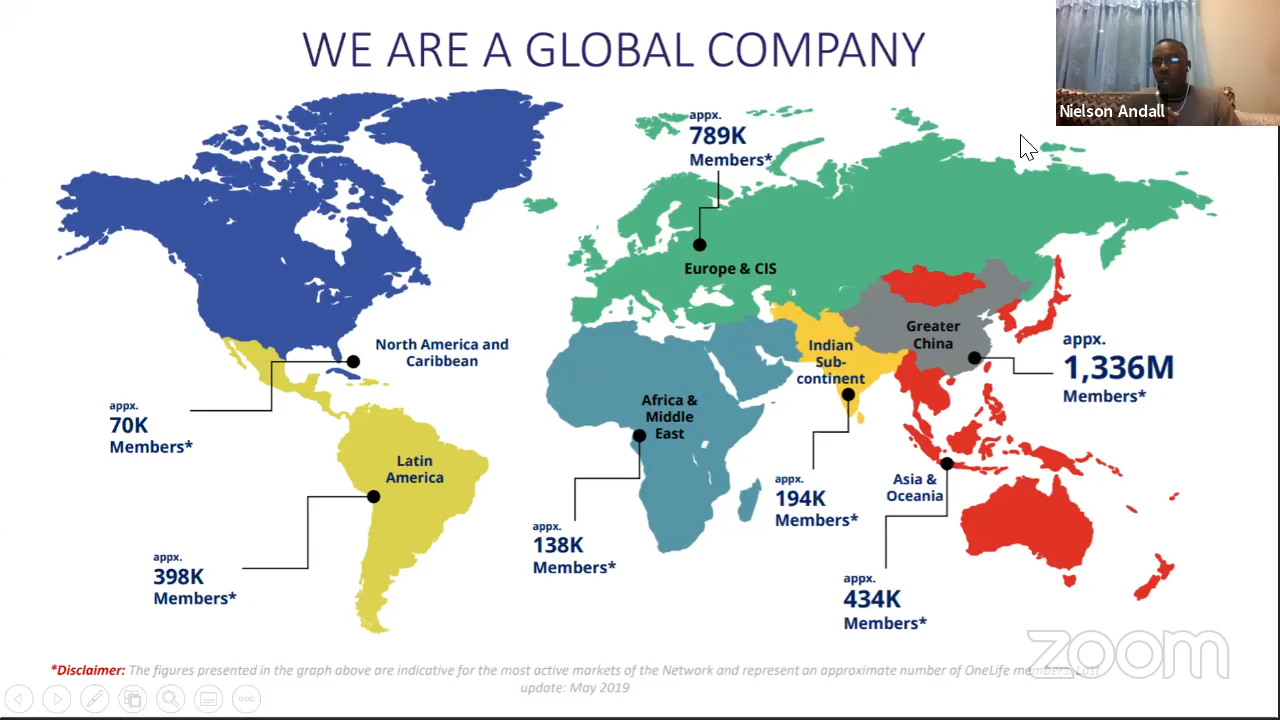 WE ARE A GLOBAL COMPANY
Nielson Andall
appx.
789K
Members*
Europe & CIS
North America and
Caribbean
appx.
70K
Members*
Latin
America
appx.
398K
Members*
Africa &
Middle
East
appx.
138K
Members*
Indian
Sub-
continent
appx.
194K
Members*
Greater
China
appx.
1,336M
Members*
Asia &
Oceania
appx.
434K
Members*
*Disclaimer: The figures presented in the graph above are indicative for the most active markets of the Network and represent an approximate number of OneLife members. Last
update: May 2019
zoom